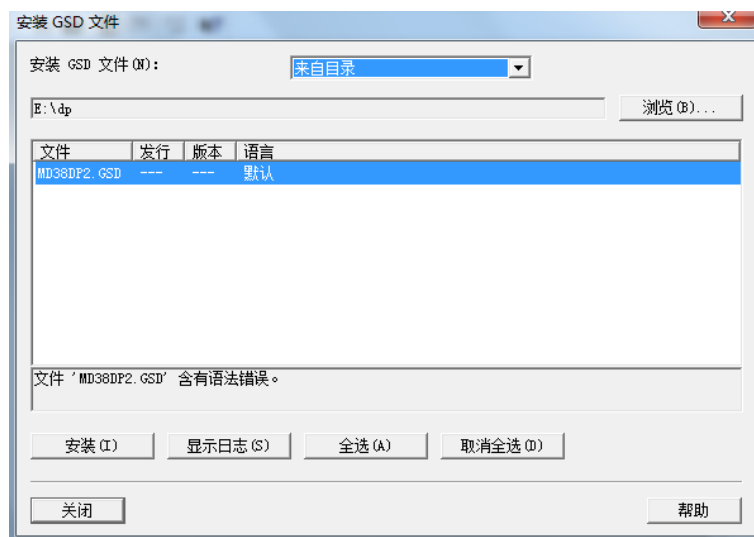 安装 GSD 文件
安装 GSD 文件(N): 来自目录
E:\dp 浏览(B)...
文件 发行 版本 语言
MD38DP2.GSD --- --- 默认
文件 'MD38DP2.GSD' 含有语法错误。
安装(I) 显示日志(S) 全选(A) 取消全选(D)
关闭 帮助